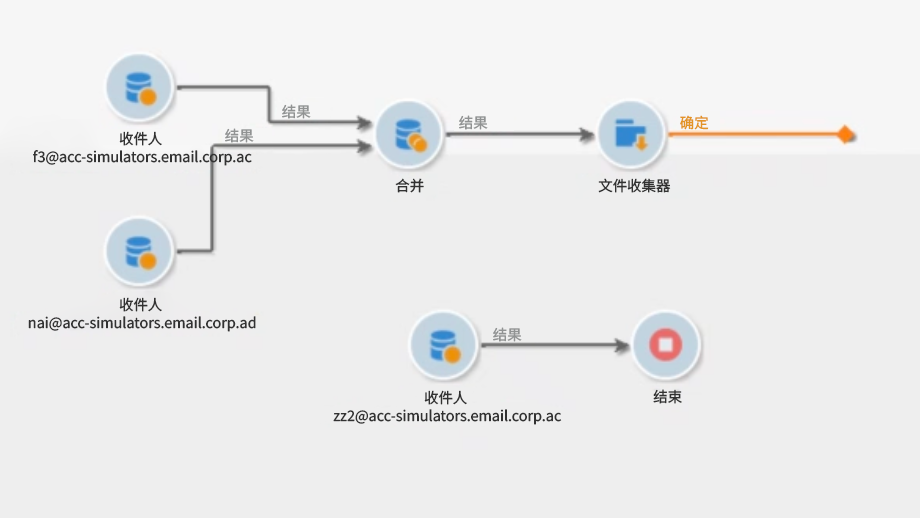 收件人
f3@acc-simulators.email.corp.ac
结果
结果
合并
结果
文件收集器
确定
收件人
nai@acc-simulators.email.corp.ad
收件人
zz2@acc-simulators.email.corp.ac
结果
结束